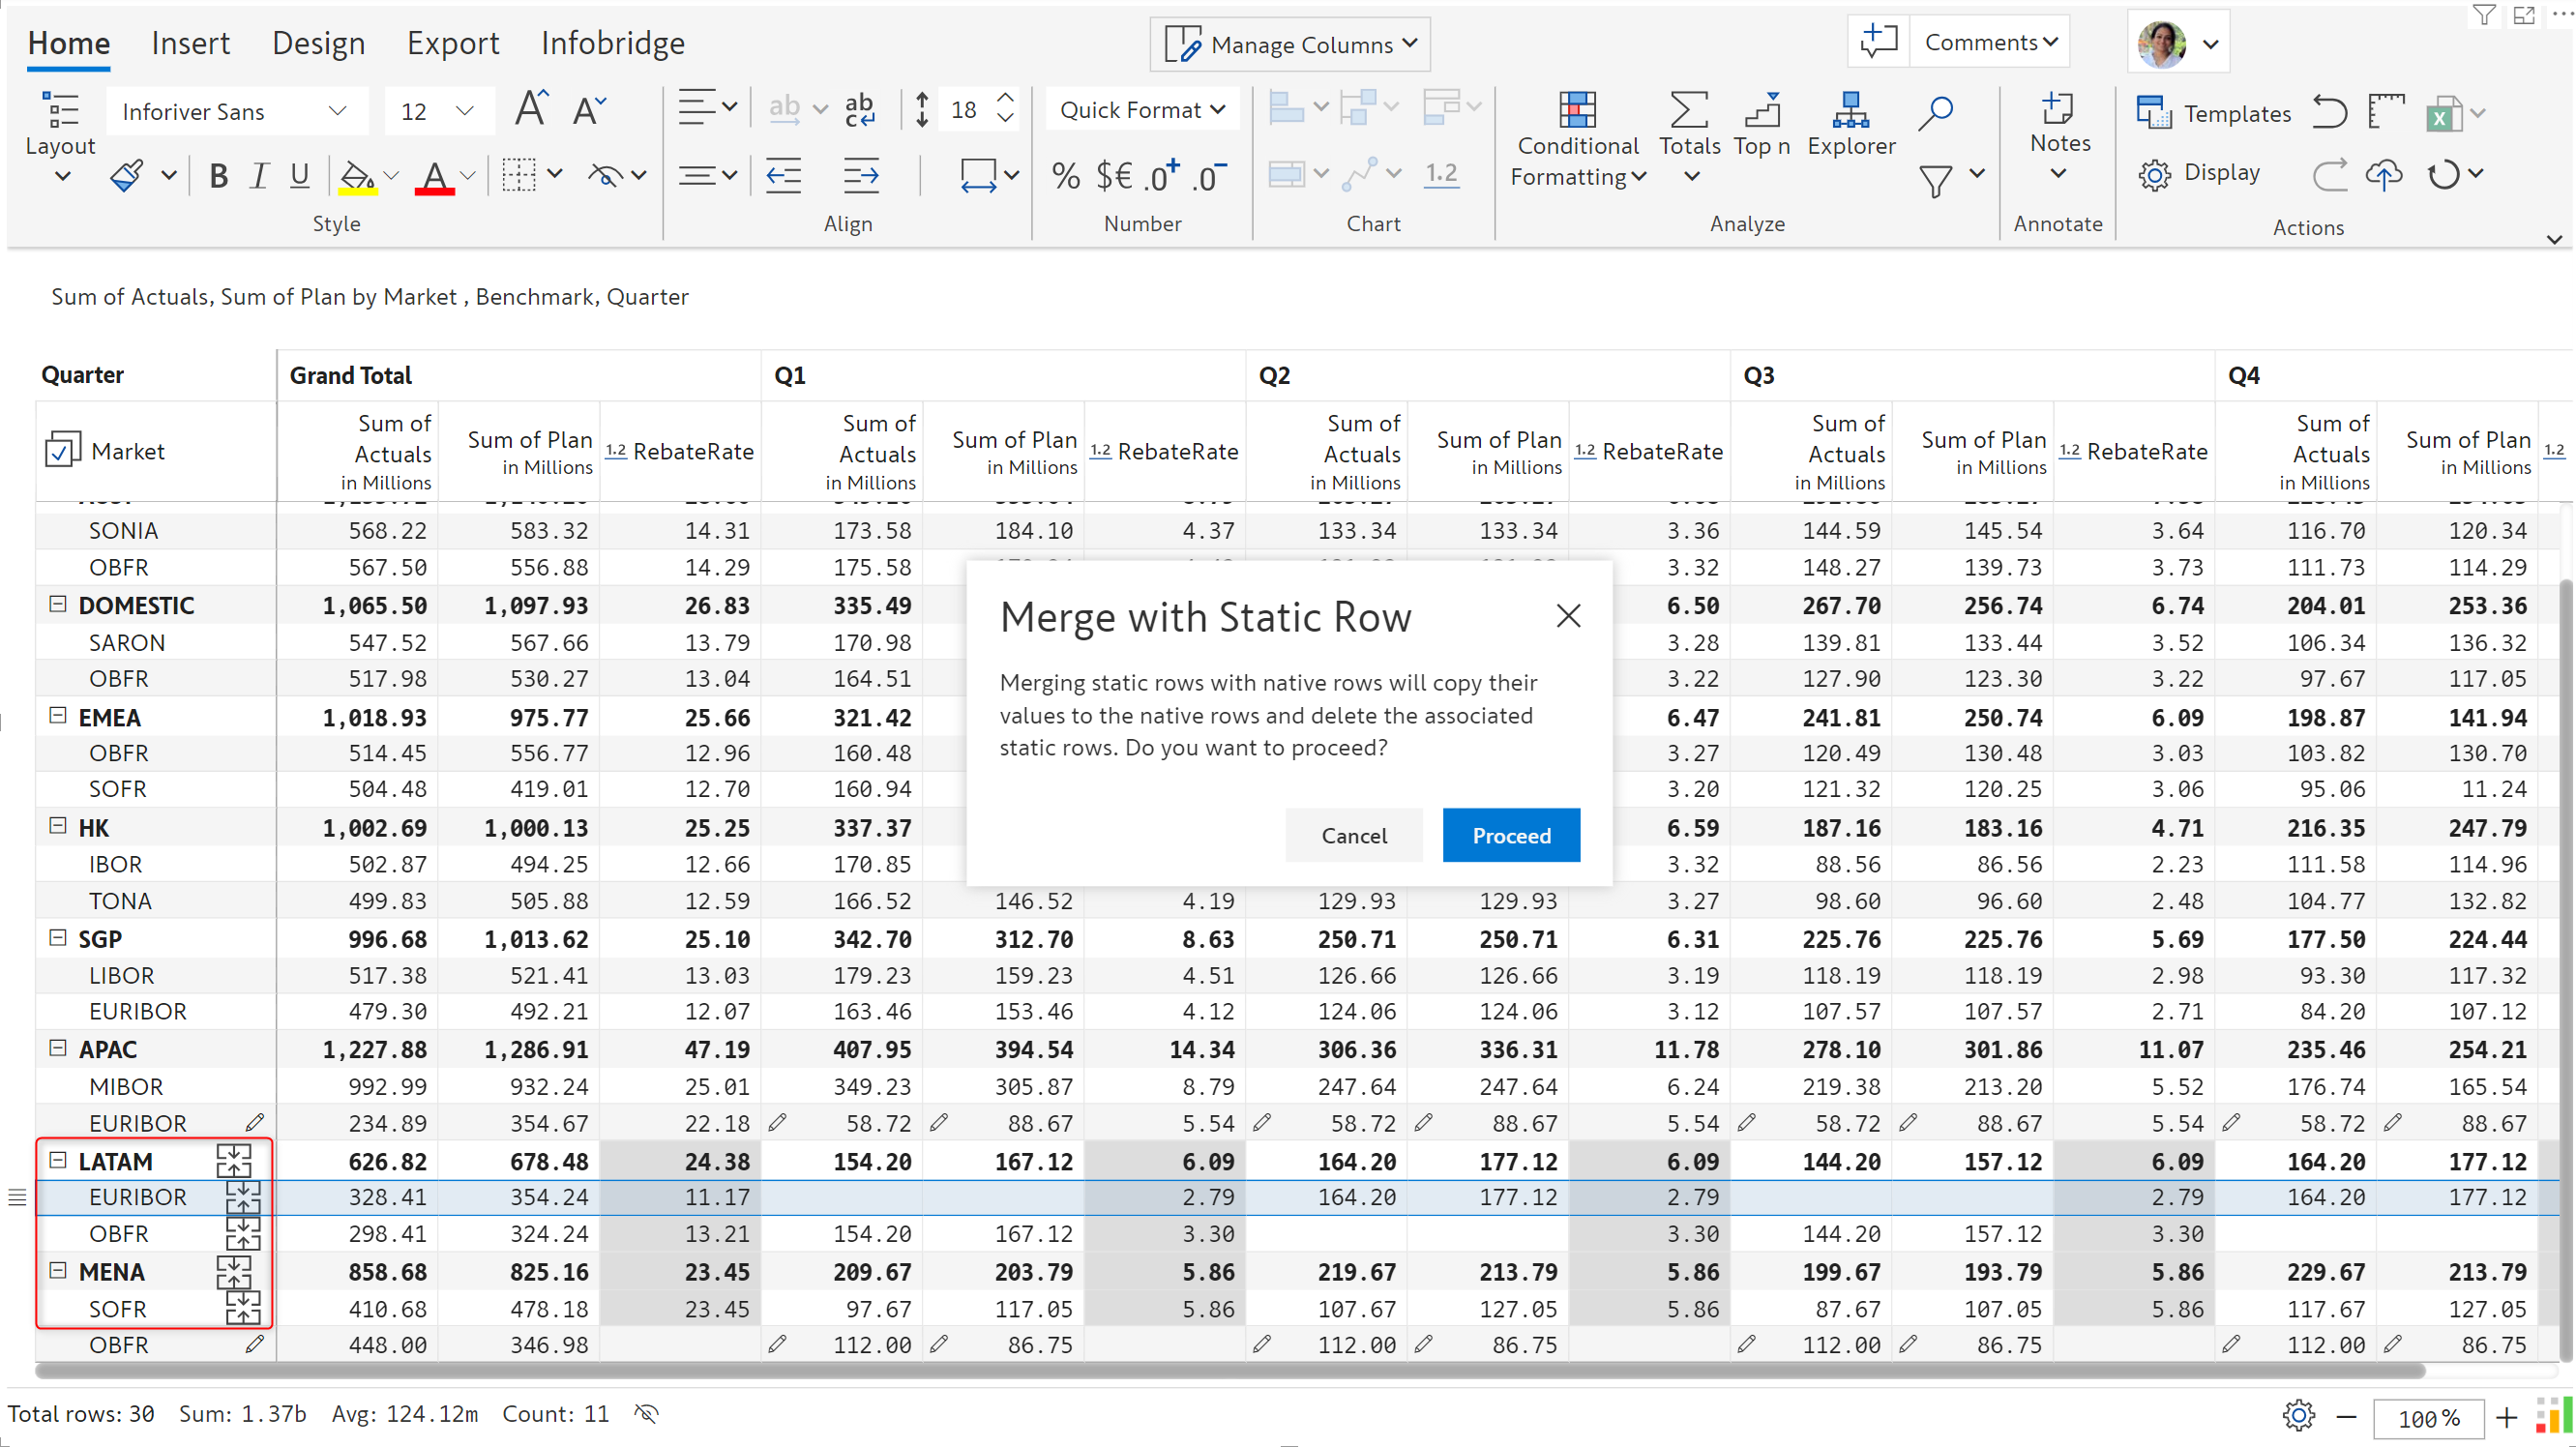 Home Insert Design Export Infobridge Manage Columns Comments
Inforiver Sans 12 18 Quick Format
Layout
Conditional Formatting Totals Top n Explorer Notes Templates
B I U A % $€ .0+ .0- 1.2 Display
Style Align Number Chart Analyze Annotate Actions
Sum of Actuals, Sum of Plan by Market , Benchmark, Quarter
Quarter Grand Total Q1 Q2 Q3 Q4
Market Sum of Actuals in Millions Sum of Plan in Millions 1.2 RebateRate Sum of Actuals in Millions Sum of Plan in Millions 1.2 RebateRate Sum of Actuals in Millions Sum of Plan in Millions 1.2 RebateRate Sum of Actuals in Millions Sum of Plan in Millions 1.2 RebateRate Sum of Actuals in Millions Sum of Plan in Millions 1.2
SONIA 568.22 583.32 14.31 173.58 184.10 4.37 133.34 133.34 3.36 144.59 145.54 3.64 116.70 120.34
OBFR 567.50 556.88 14.29 175.58 3.32 148.27 139.73 3.73 111.73 114.29
DOMESTIC 1,065.50 1,097.93 26.83 335.49 6.50 267.70 256.74 6.74 204.01 253.36
SARON 547.52 567.66 13.79 170.98 3.28 139.81 133.44 3.52 106.34 136.32
OBFR 517.98 530.27 13.04 164.51 3.22 127.90 123.30 3.22 97.67 117.05
EMEA 1,018.93 975.77 25.66 321.42 6.47 241.81 250.74 6.09 198.87 141.94
OBFR 514.45 556.77 12.96 160.48 3.27 120.49 130.48 3.03 103.82 130.70
SOFR 504.48 419.01 12.70 160.94 3.20 121.32 120.25 3.06 95.06 11.24
HK 1,002.69 1,000.13 25.25 337.37 6.59 187.16 183.16 4.71 216.35 247.79
IBOR 502.87 494.25 12.66 170.85 3.32 88.56 86.56 2.23 111.58 114.96
TONA 499.83 505.88 12.59 166.52 146.52 4.19 129.93 129.93 3.27 98.60 96.60 2.48 104.77 132.82
SGP 996.68 1,013.62 25.10 342.70 312.70 8.63 250.71 250.71 6.31 225.76 225.76 5.69 177.50 224.44
LIBOR 517.38 521.41 13.03 179.23 159.23 4.51 126.66 126.66 3.19 118.19 118.19 2.98 93.30 117.32
EURIBOR 479.30 492.21 12.07 163.46 153.46 4.12 124.06 124.06 3.12 107.57 107.57 2.71 84.20 107.12
APAC 1,227.88 1,286.91 47.19 407.95 394.54 14.34 306.36 336.31 11.78 278.10 301.86 11.07 235.46 254.21
MIBOR 992.99 932.24 25.01 349.23 305.87 8.79 247.64 247.64 6.24 219.38 213.20 5.52 176.74 165.54
EURIBOR 234.89 354.67 22.18 58.72 88.67 5.54 58.72 88.67 5.54 58.72 88.67 5.54 58.72 88.67
LATAM 626.82 678.48 24.38 154.20 167.12 6.09 164.20 177.12 6.09 144.20 157.12 6.09 164.20 177.12
EURIBOR 328.41 354.24 11.17 2.79 164.20 177.12 2.79 2.79 164.20 177.12
OBFR 298.41 324.24 13.21 154.20 167.12 3.30 3.30 144.20 157.12 3.30
MENA 858.68 825.16 23.45 209.67 203.79 5.86 219.67 213.79 5.86 199.67 193.79 5.86 229.67 213.79
SOFR 410.68 478.18 23.45 97.67 117.05 5.86 107.67 127.05 5.86 87.67 107.05 5.86 117.67 127.05
OBFR 448.00 346.98 112.00 86.75 112.00 86.75 112.00 86.75 112.00 86.75
Merge with Static Row
Merging static rows with native rows will copy their
values to the native rows and delete the associated
static rows. Do you want to proceed?
Cancel Proceed
Total rows: 30 Sum: 1.37b Avg: 124.12m Count: 11 100%